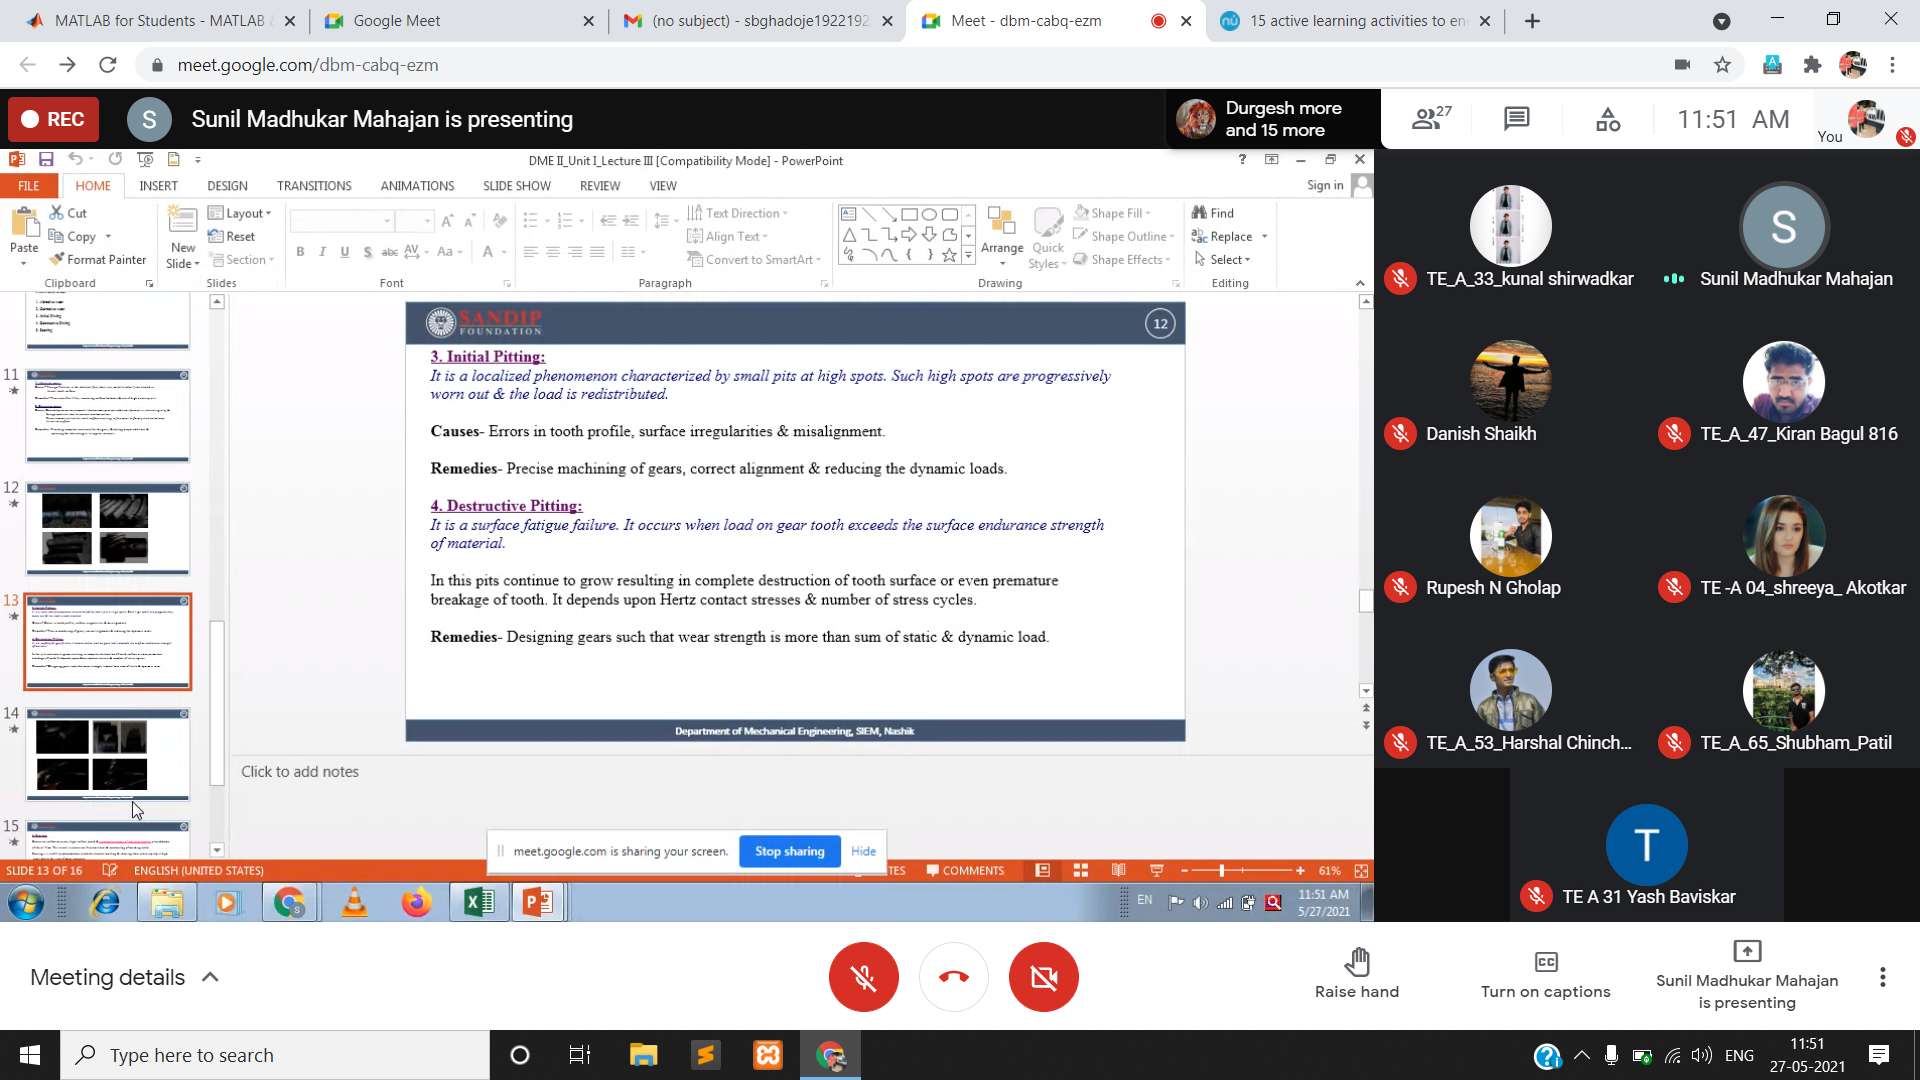 MATLAB for Students - MATLAB &
Google Meet
(no subject) - sbghadoje1922192
Meet - dbm-cabq-ezm
15 active learning activities to en
meet.google.com/dbm-cabq-ezm
REC
S
Sunil Madhukar Mahajan is presenting
Durgesh more
and 15 more
27
11:51 AM
You
DME II_Unit I_Lecture III [Compatibility Mode] - PowerPoint
FILE HOME INSERT DESIGN TRANSITIONS ANIMATIONS SLIDE SHOW REVIEW VIEW Sign in
Paste
Cut
Copy
Format Painter
Clipboard
New
Slide
Layout
Reset
Section
Slides
Font
Text Direction
Align Text
Convert to SmartArt
Paragraph
Arrange
Quick
Styles
Shape Fill
Shape Outline
Shape Effects
Drawing
Find
Replace
Select
Editing
11
12
13
14
15
SANDIP
FOUNDATION
12
3. Initial Pitting:
It is a localized phenomenon characterized by small pits at high spots. Such high spots are progressively
worn out & the load is redistributed.
Causes- Errors in tooth profile, surface irregularities & misalignment.
Remedies- Precise machining of gears, correct alignment & reducing the dynamic loads.
4. Destructive Pitting:
It is a surface fatigue failure. It occurs when load on gear tooth exceeds the surface endurance strength
of material.
In this pits continue to grow resulting in complete destruction of tooth surface or even premature
breakage of tooth. It depends upon Hertz contact stresses & number of stress cycles.
Remedies- Designing gears such that wear strength is more than sum of static & dynamic load.
Department of Mechanical Engineering, SIEM, Nashik
Click to add notes
meet.google.com is sharing your screen. Stop sharing Hide
SLIDE 13 OF 16 ENGLISH (UNITED STATES) TES COMMENTS 61%
EN
11:51 AM
5/27/2021
TE_A_33_kunal shirwadkar
S
Sunil Madhukar Mahajan
Danish Shaikh
TE_A_47_Kiran Bagul 816
Rupesh N Gholap
TE -A 04_shreeya_ Akotkar
TE_A_53_Harshal Chinch...
TE_A_65_Shubham_Patil
T
TE A 31 Yash Baviskar
Meeting details
Raise hand
Turn on captions
Sunil Madhukar Mahajan
is presenting
Type here to search
ENG
11:51
27-05-2021